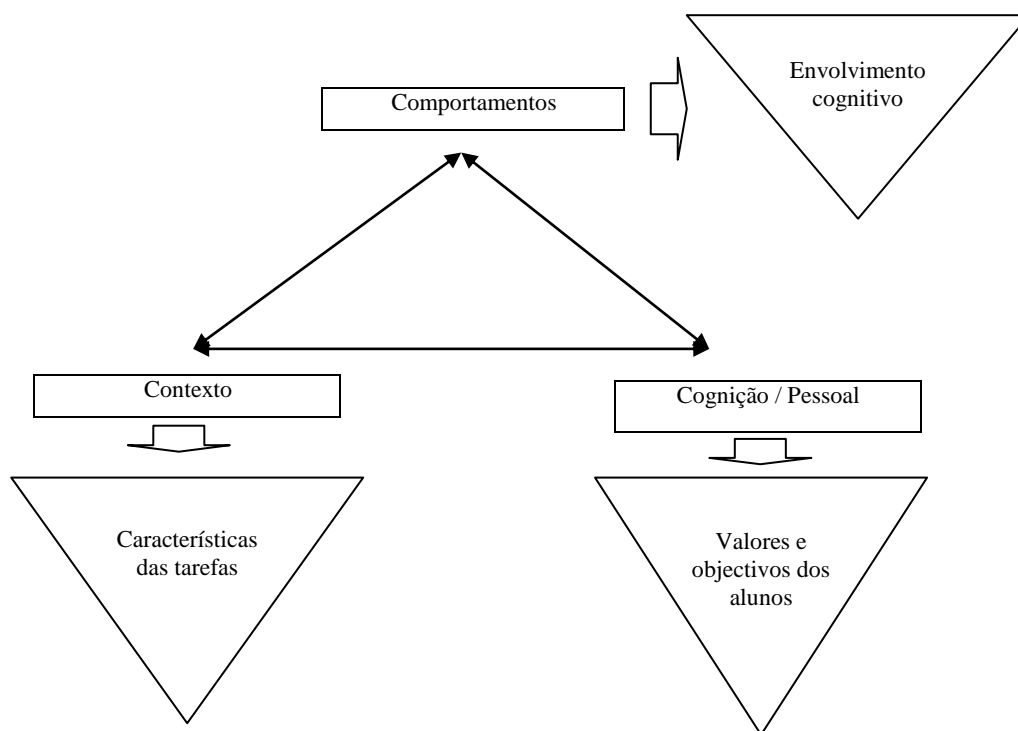 Envolvimento
cognitivo
Comportamentos
Contexto
Cognição / Pessoal
Características
das tarefas
Valores e
objectivos dos
alunos